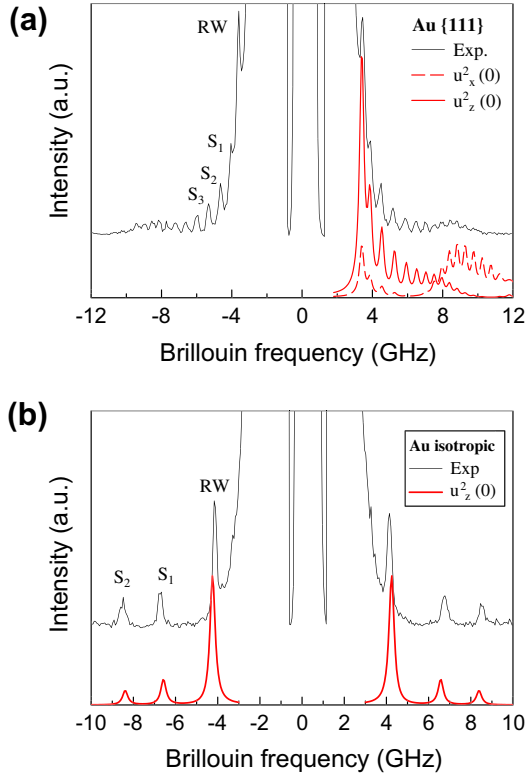 (a)
Au {111}
Exp.
u²ₓ(0)
u²_z(0)
RW
S₁
S₂
S₃
Intensity (a.u.)
-12 -8 -4 0 4 8 12
Brillouin frequency (GHz)
(b)
Au isotropic
Exp
u²_z(0)
RW
S₂ S₁
Intensity (a.u.)
-10 -8 -6 -4 -2 0 2 4 6 8 10
Brillouin frequency (GHz)